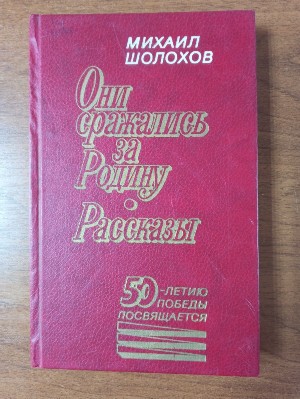 МИХАИЛ
ШОЛОХОВ
Они
сражались
за
Родину
•
Рассказы
50-ЛЕТИЮ
ПОБЕДЫ
ПОСВЯЩАЕТСЯ